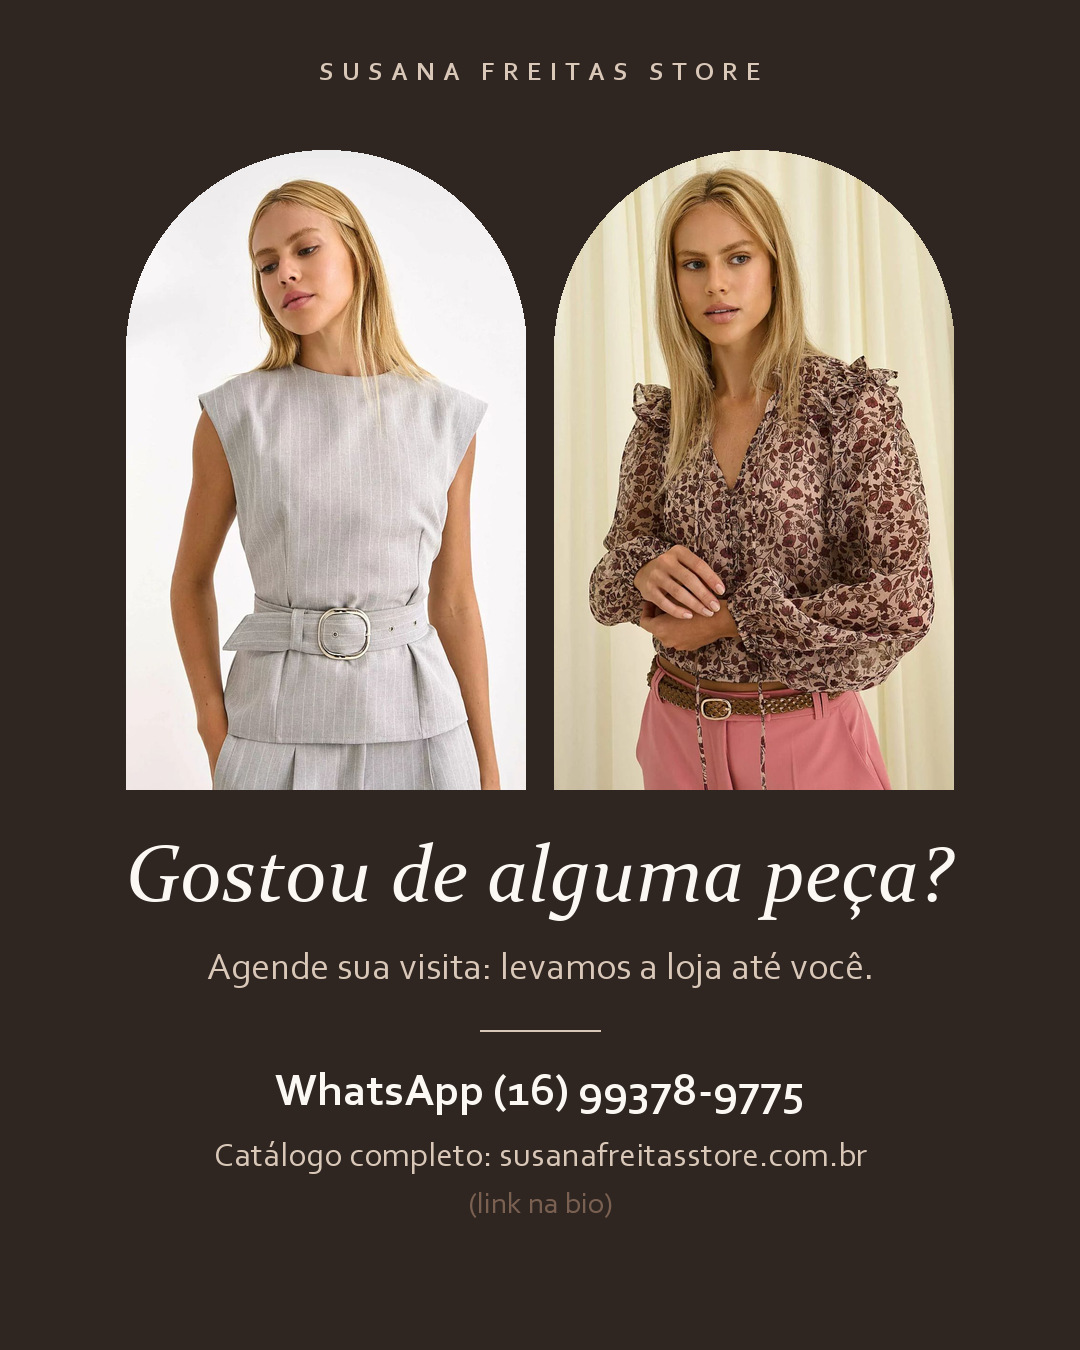 SUSANA FREITAS STORE
Gostou de alguma peça?
Agende sua visita: levamos a loja até você.
WhatsApp (16) 99378-9775
Catálogo completo: susanafreitasstore.com.br
(link na bio)